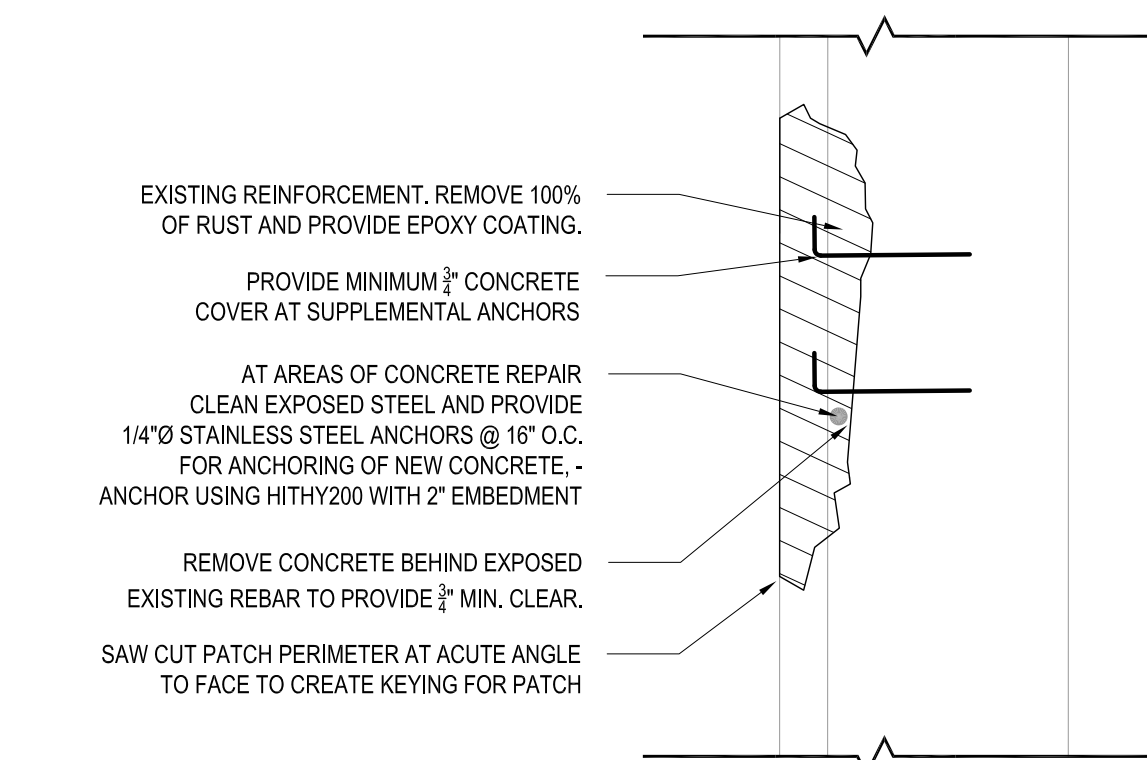 EXISTING REINFORCEMENT. REMOVE 100%
OF RUST AND PROVIDE EPOXY COATING.
PROVIDE MINIMUM 3/4" CONCRETE
COVER AT SUPPLEMENTAL ANCHORS
AT AREAS OF CONCRETE REPAIR
CLEAN EXPOSED STEEL AND PROVIDE
1/4"Ø STAINLESS STEEL ANCHORS @ 16" O.C.
FOR ANCHORING OF NEW CONCRETE, -
ANCHOR USING HITHY200 WITH 2" EMBEDMENT
REMOVE CONCRETE BEHIND EXPOSED
EXISTING REBAR TO PROVIDE 3/4" MIN. CLEAR.
SAW CUT PATCH PERIMETER AT ACUTE ANGLE
TO FACE TO CREATE KEYING FOR PATCH